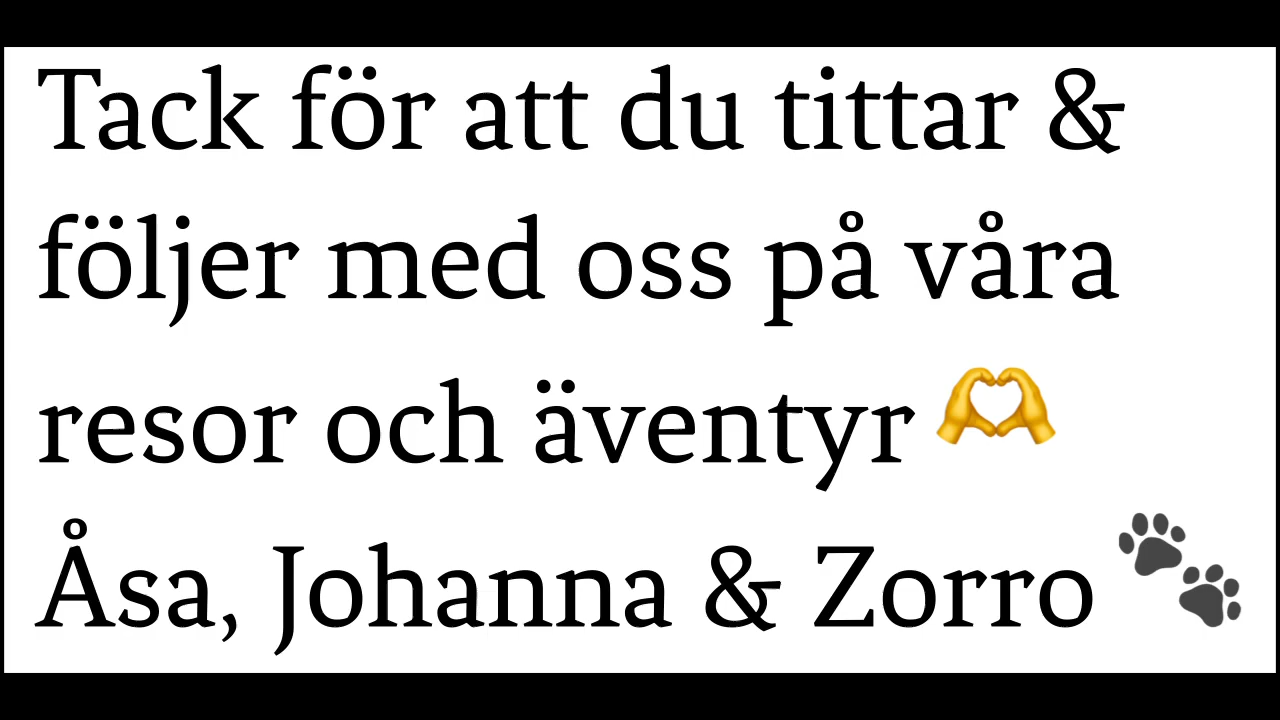 Tack för att du tittar &
följer med oss på våra
resor och äventyr 🫶
Åsa, Johanna & Zorro 🐾